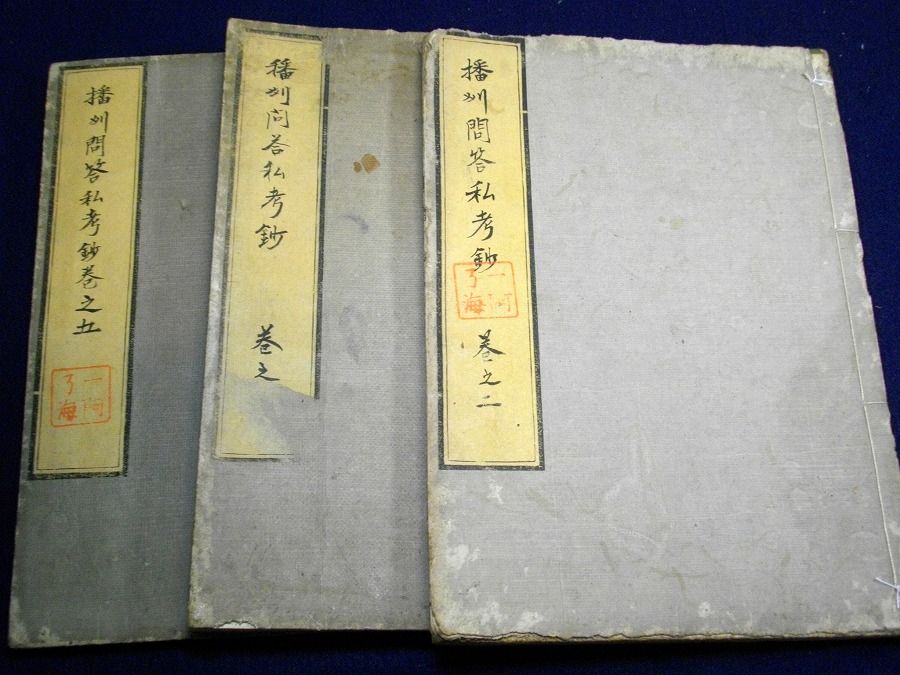 播州問答私考鈔
巻之二
一阿
了海
播州问答私考鈔
巻之
播州問答私考鈔巻之五
一阿
了海